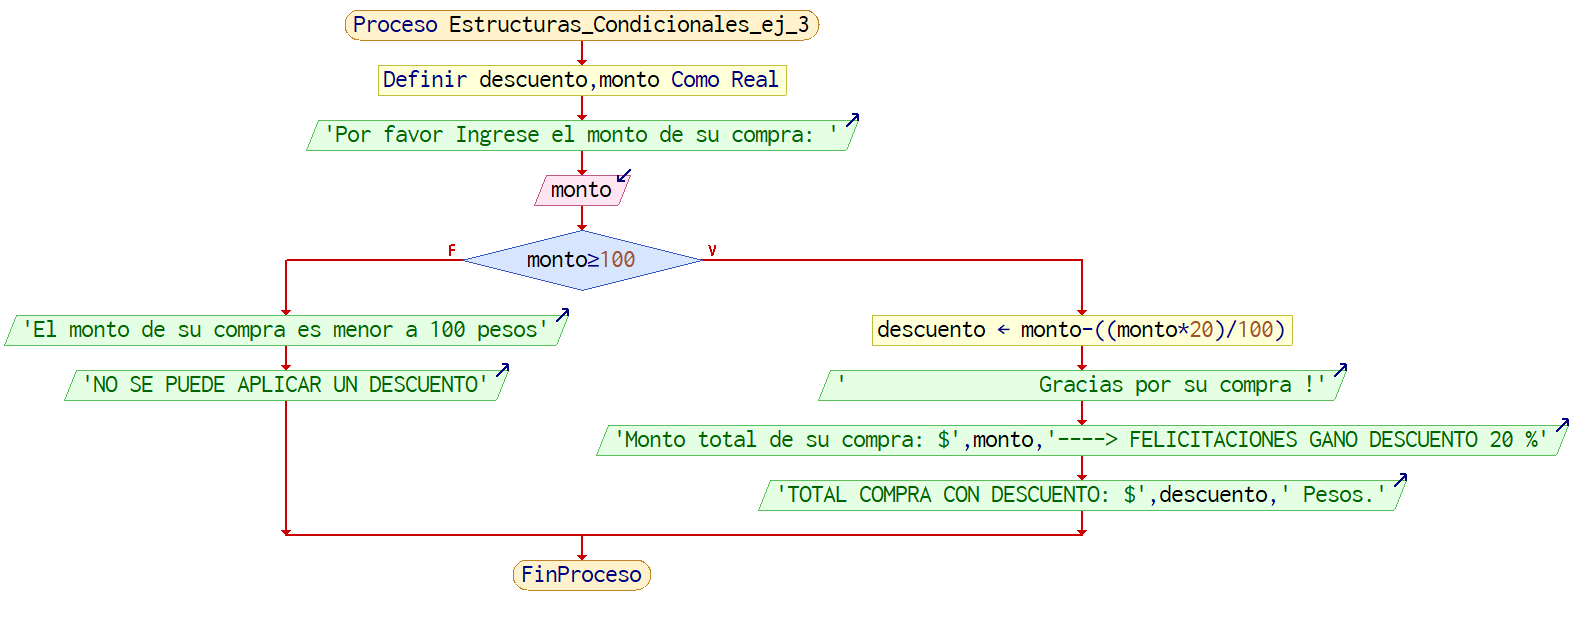 Proceso Estructuras_Condicionales_ej_3
Definir descuento,monto Como Real
'Por favor Ingrese el monto de su compra: '
monto
monto≥100
F
V
'El monto de su compra es menor a 100 pesos'
'NO SE PUEDE APLICAR UN DESCUENTO'
descuento ← monto-((monto*20)/100)
'                Gracias por su compra !'
'Monto total de su compra: $',monto,'----> FELICITACIONES GANO DESCUENTO 20 %'
'TOTAL COMPRA CON DESCUENTO: $',descuento,' Pesos.'
FinProceso